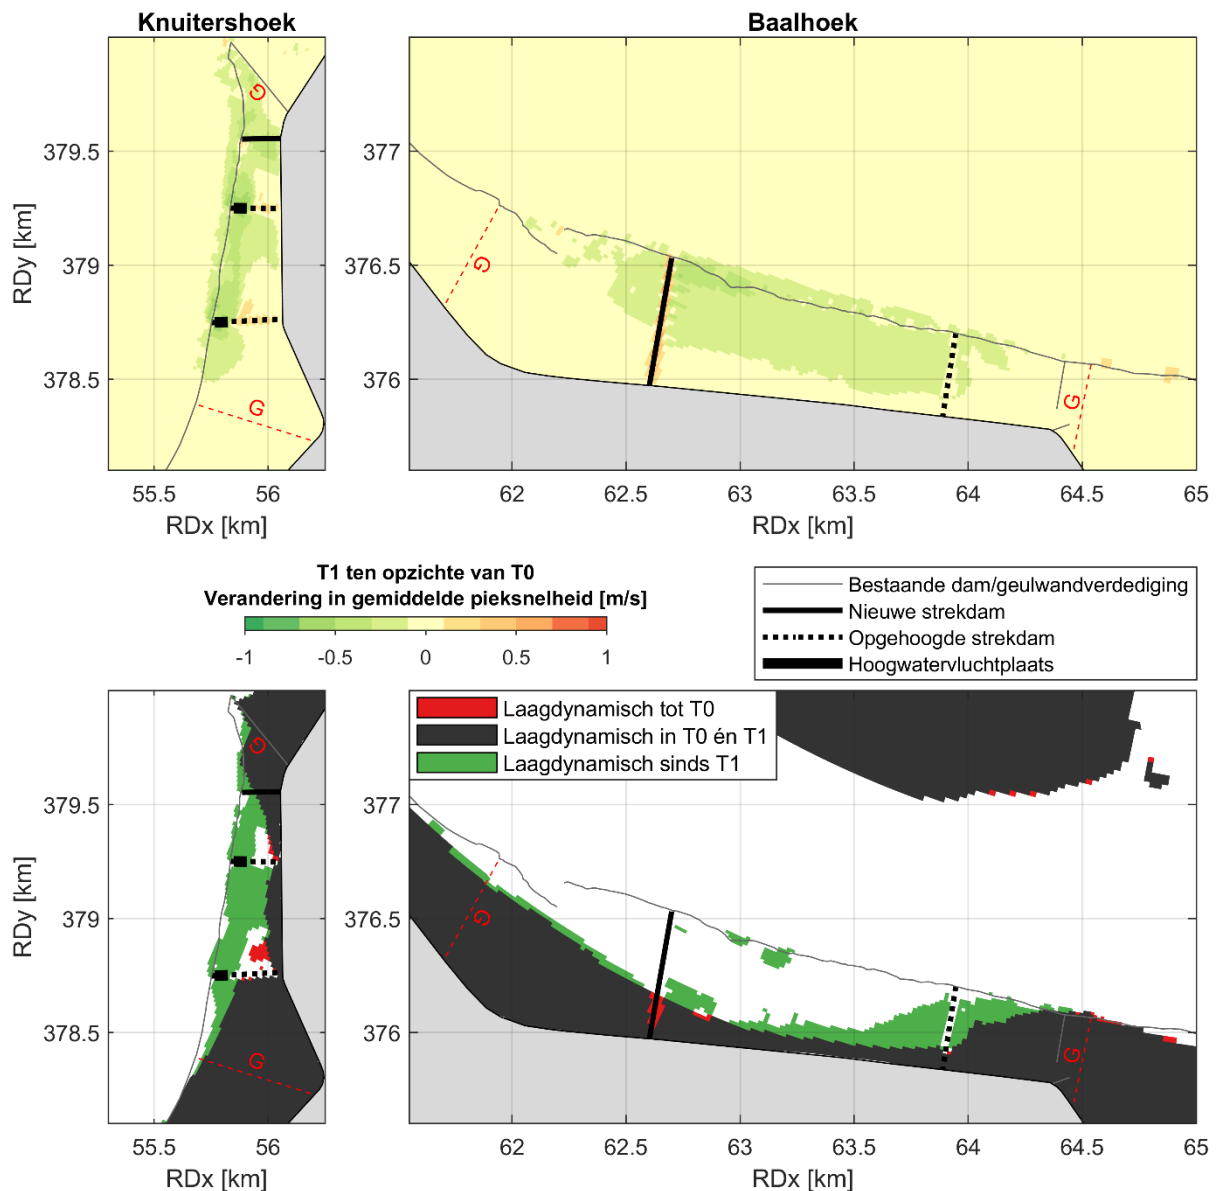 Knuitershoek
Baalhoek
379.5
379
378.5
RDy [km]
G
G
55.5
56
RDx [km]
377
376.5
376
G
G
62
62.5
63
63.5
64
64.5
65
RDx [km]
T1 ten opzichte van T0
Verandering in gemiddelde pieksnelheid [m/s]
-1
-0.5
0
0.5
1
Bestaande dam/geulwandverdediging
Nieuwe strekdam
Opgehoogde strekdam
Hoogwatervluchtplaats
379.5
379
378.5
RDy [km]
G
G
55.5
56
RDx [km]
Laagdynamisch tot T0
Laagdynamisch in T0 én T1
Laagdynamisch sinds T1
377
376.5
376
G
G
62
62.5
63
63.5
64
64.5
65
RDx [km]